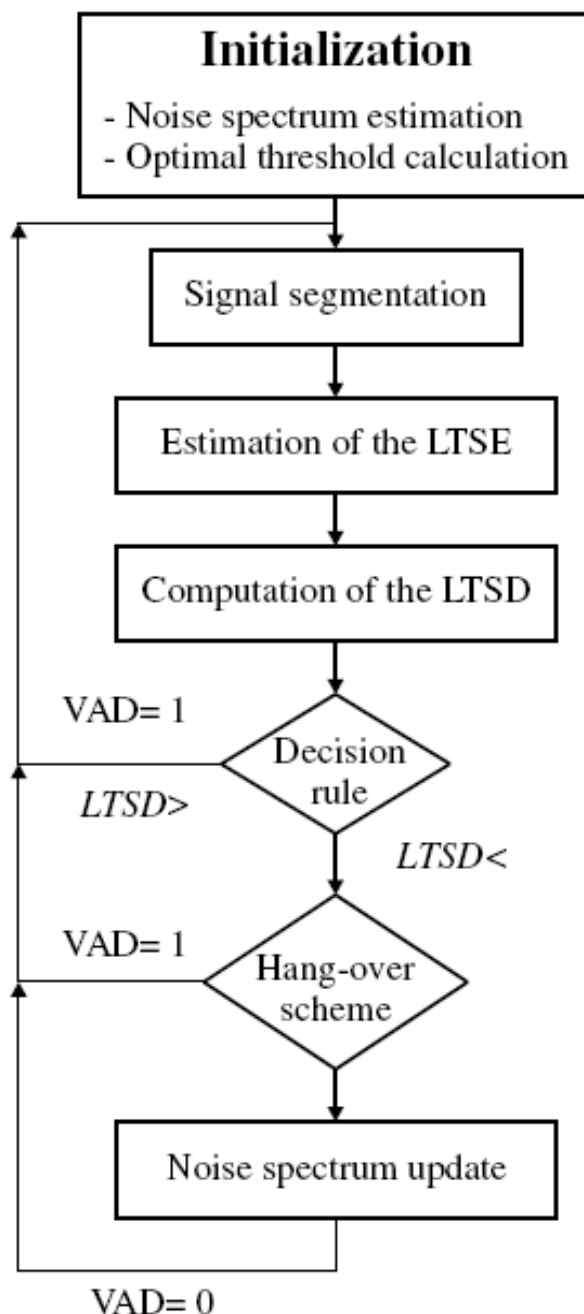 Initialization
- Noise spectrum estimation
- Optimal threshold calculation
Signal segmentation
Estimation of the LTSE
Computation of the LTSD
VAD= 1
Decision
rule
LTSD>
LTSD<
VAD= 1
Hang-over
scheme
Noise spectrum update
VAD= 0